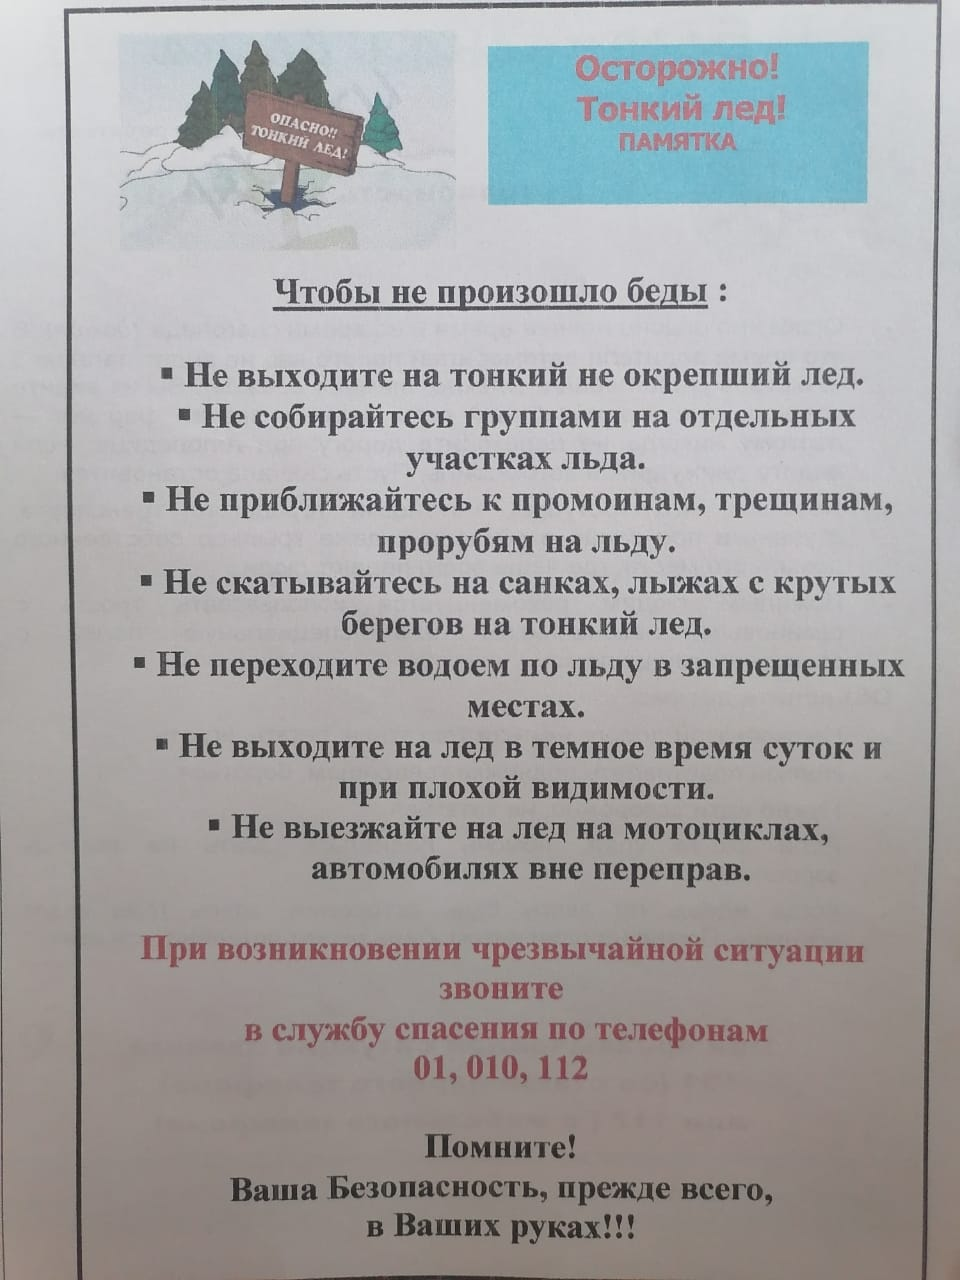 ОПАСНО!!
ТОНКИЙ ЛЕД!
Осторожно!
Тонкий лед!
ПАМЯТКА
Чтобы не произошло беды :
▪ Не выходите на тонкий не окрепший лед.
▪ Не собирайтесь группами на отдельных
участках льда.
▪ Не приближайтесь к промоинам, трещинам,
прорубям на льду.
▪ Не скатывайтесь на санках, лыжах с крутых
берегов на тонкий лед.
▪ Не переходите водоем по льду в запрещенных
местах.
▪ Не выходите на лед в темное время суток и
при плохой видимости.
▪ Не выезжайте на лед на мотоциклах,
автомобилях вне переправ.
При возникновении чрезвычайной ситуации
звоните
в службу спасения по телефонам
01, 010, 112
Помните!
Ваша Безопасность, прежде всего,
в Ваших руках!!!